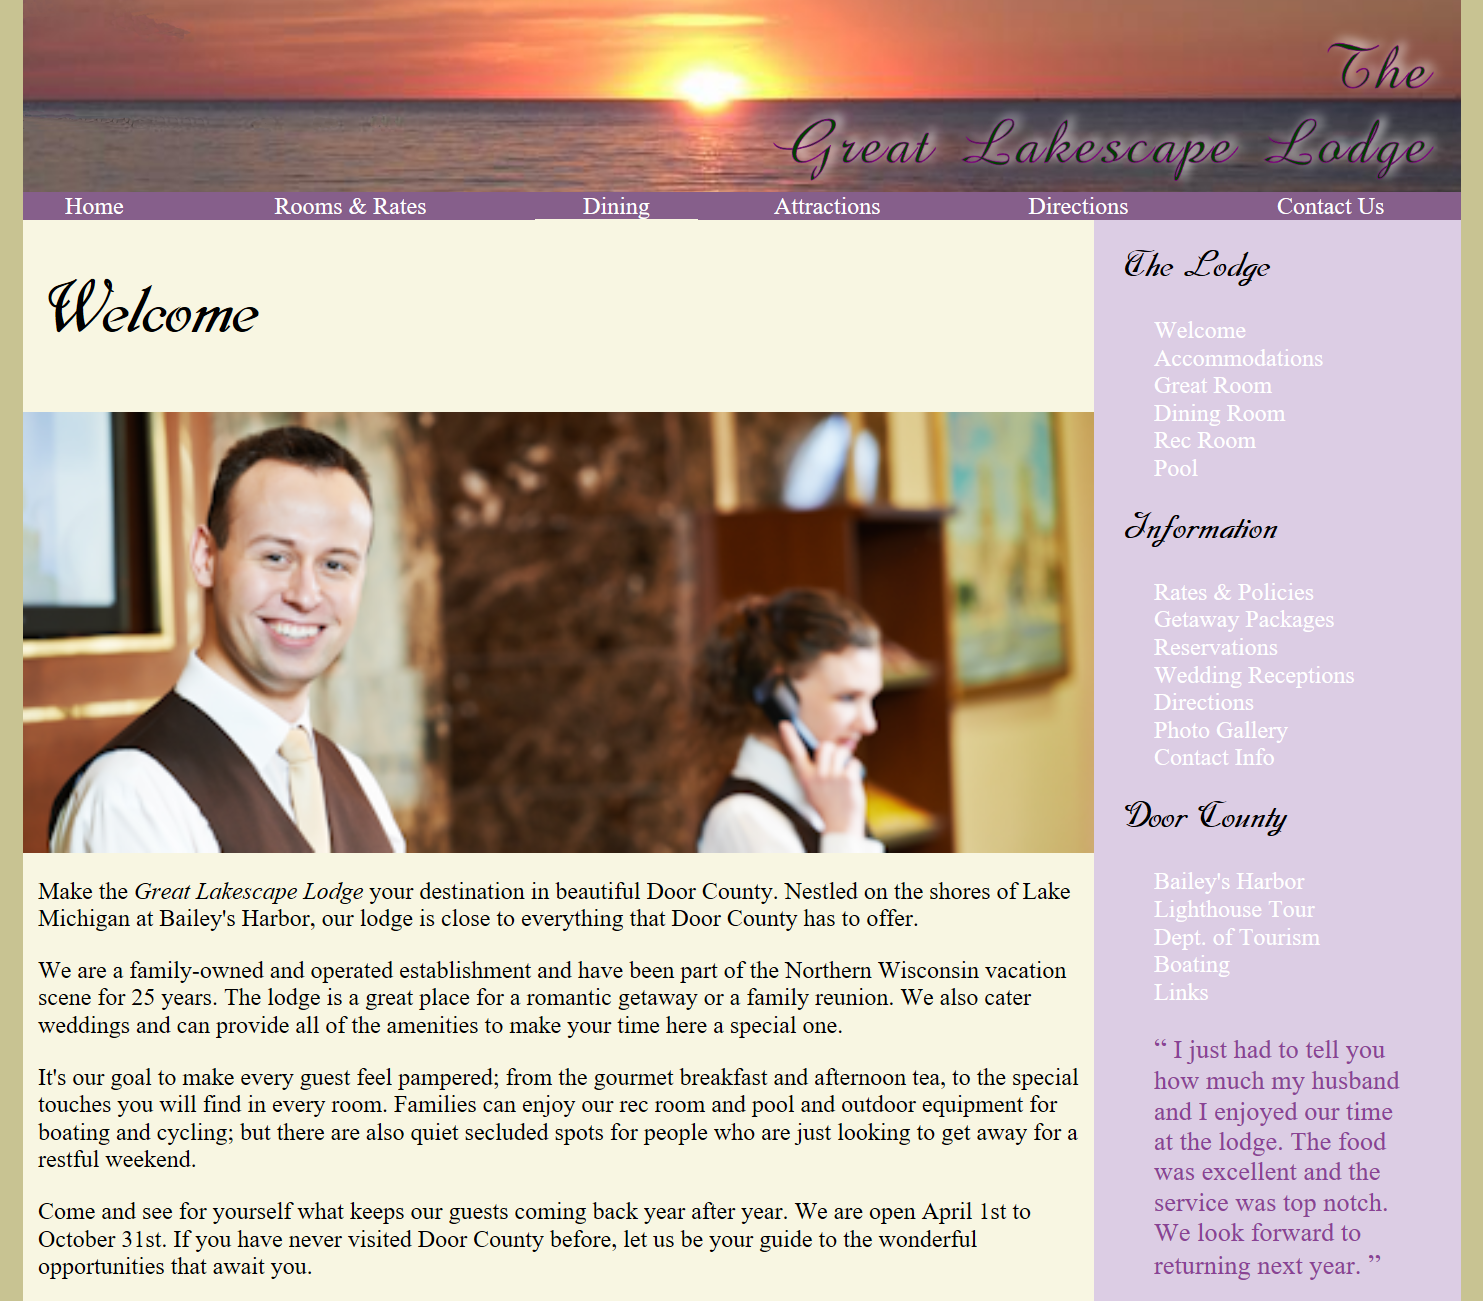 The
Great Lakescape Lodge
Home Rooms & Rates Dining Attractions Directions Contact Us
Welcome
Make the Great Lakescape Lodge your destination in beautiful Door County. Nestled on the shores of Lake
Michigan at Bailey's Harbor, our lodge is close to everything that Door County has to offer.
We are a family-owned and operated establishment and have been part of the Northern Wisconsin vacation
scene for 25 years. The lodge is a great place for a romantic getaway or a family reunion. We also cater
weddings and can provide all of the amenities to make your time here a special one.
It's our goal to make every guest feel pampered; from the gourmet breakfast and afternoon tea, to the special
touches you will find in every room. Families can enjoy our rec room and pool and outdoor equipment for
boating and cycling; but there are also quiet secluded spots for people who are just looking to get away for a
restful weekend.
Come and see for yourself what keeps our guests coming back year after year. We are open April 1st to
October 31st. If you have never visited Door County before, let us be your guide to the wonderful
opportunities that await you.
The Lodge
Welcome
Accommodations
Great Room
Dining Room
Rec Room
Pool
Information
Rates & Policies
Getaway Packages
Reservations
Wedding Receptions
Directions
Photo Gallery
Contact Info
Door County
Bailey's Harbor
Lighthouse Tour
Dept. of Tourism
Boating
Links
“ I just had to tell you
how much my husband
and I enjoyed our time
at the lodge. The food
was excellent and the
service was top notch.
We look forward to
returning next year. ”